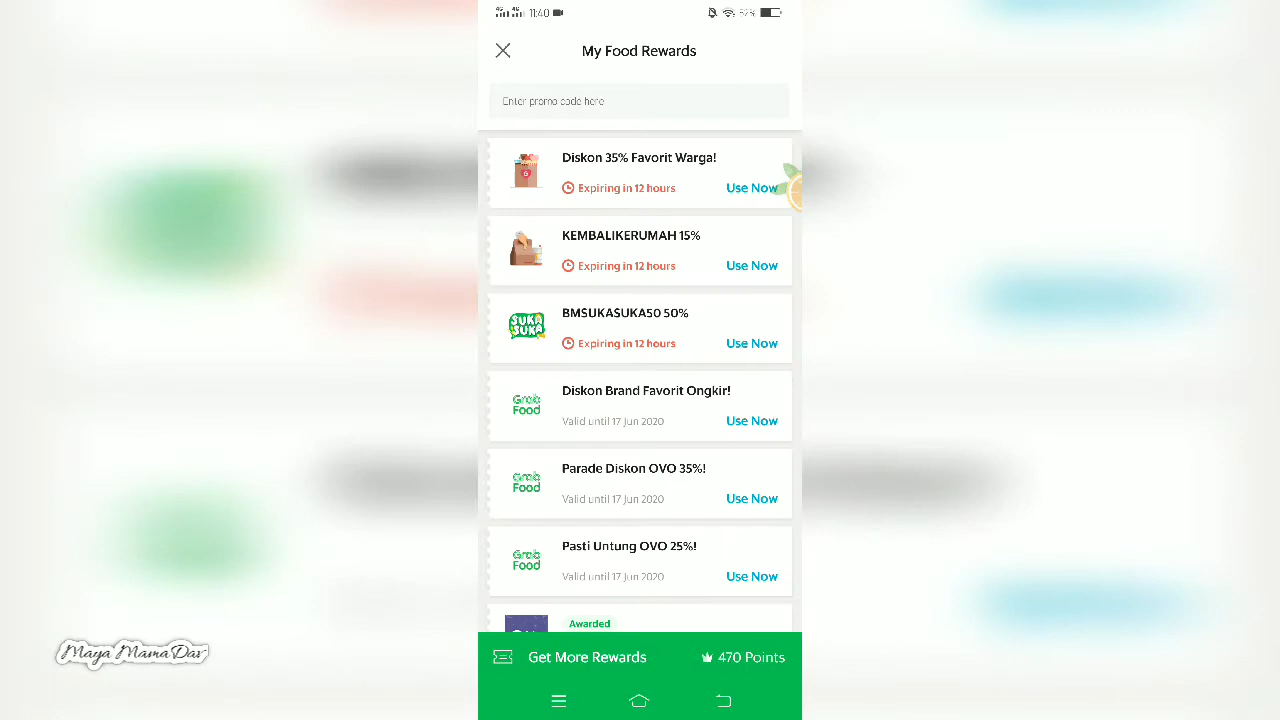 4G 4G 11:40 52%
My Food Rewards
Enter promo code here
Diskon 35% Favorit Warga!
Expiring in 12 hours Use Now
KEMBALIKERUMAH 15%
Expiring in 12 hours Use Now
SUKA
SUKA
BMSUKASUKA50 50%
Expiring in 12 hours Use Now
Grab
Food
Diskon Brand Favorit Ongkir!
Valid until 17 Jun 2020 Use Now
Grab
Food
Parade Diskon OVO 35%!
Valid until 17 Jun 2020 Use Now
Grab
Food
Pasti Untung OVO 25%!
Valid until 17 Jun 2020 Use Now
Awarded
Get More Rewards 470 Points
Maya MamaDar